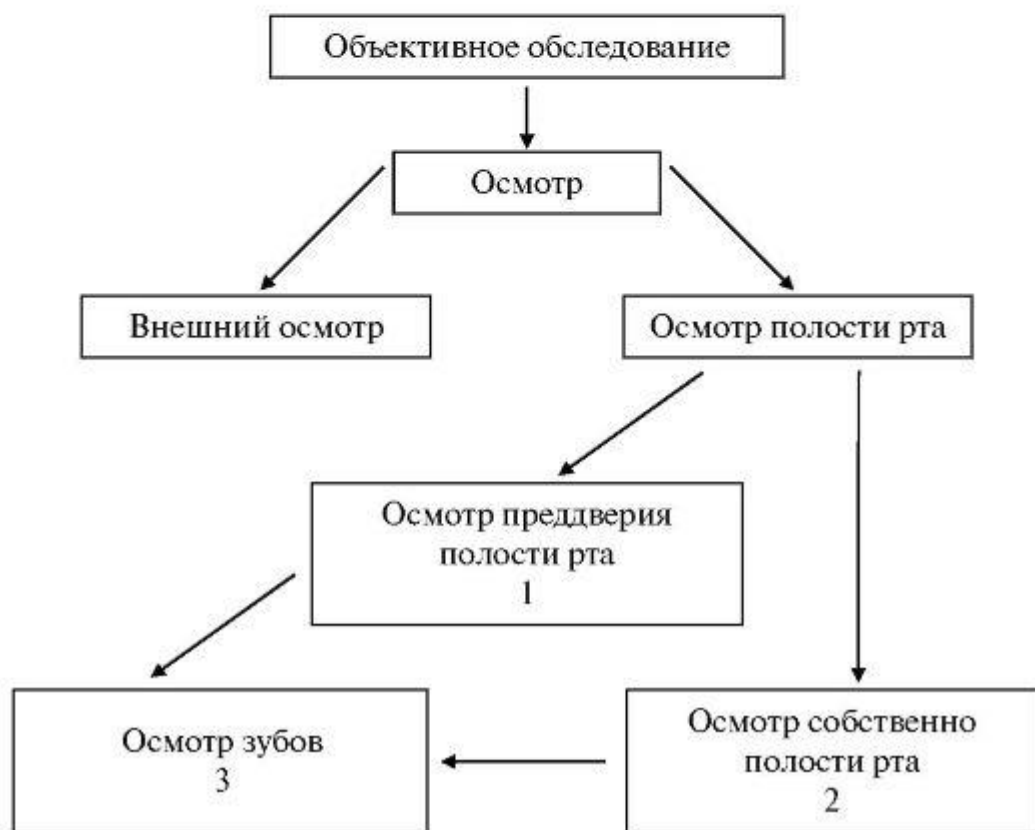 Объективное обследование
Осмотр
Внешний осмотр
Осмотр полости рта
Осмотр преддверия
полости рта
1
Осмотр зубов
3
Осмотр собственно
полости рта
2